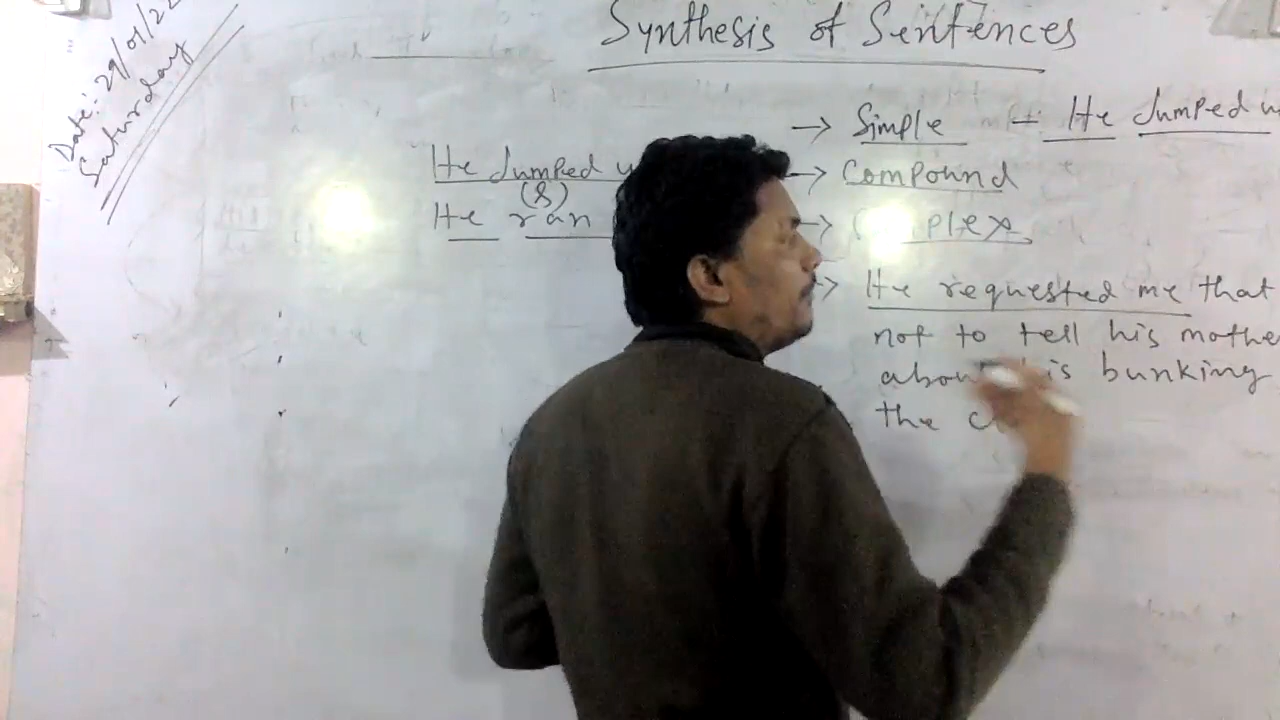 Date: 29/01/22
Saturday
Synthesis of Sentences
He Jumped
(&)
He ran
→ Simple — He Jumped
→ Compound
→ Complex
→ He requested me that
not to tell his mother
about his bunking
the